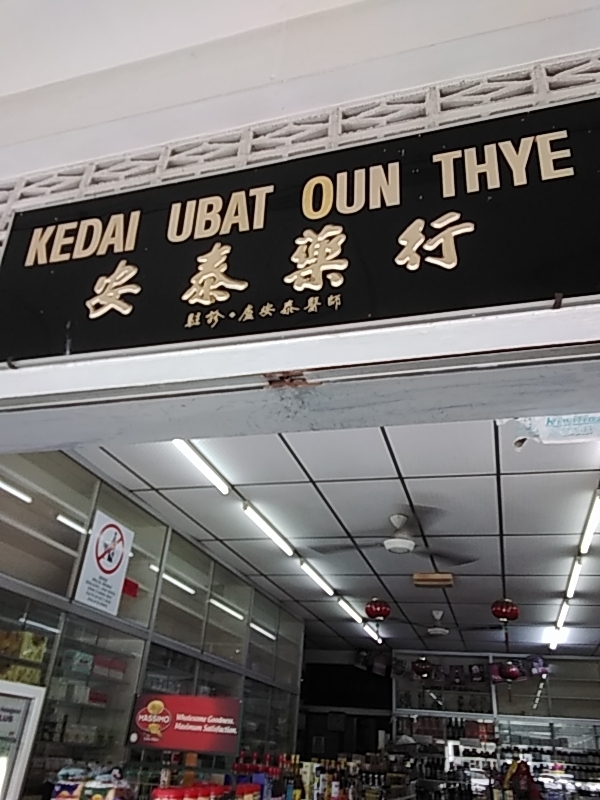 KEDAI UBAT OUN THYE
安泰藥行
駐診·盧安泰醫師
MASSIMO
Wholesome Goodness.
Maximum Satisfaction.